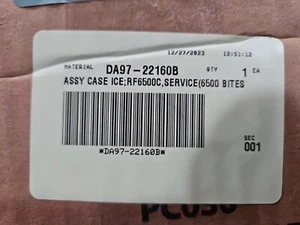 12/27/2023
MATERIAL DA97-22160B QTY 1 EA
ASSY CASE ICE;RF6500C,SERVICE(6500 BITES
SEC
001
*DA97-22160B*